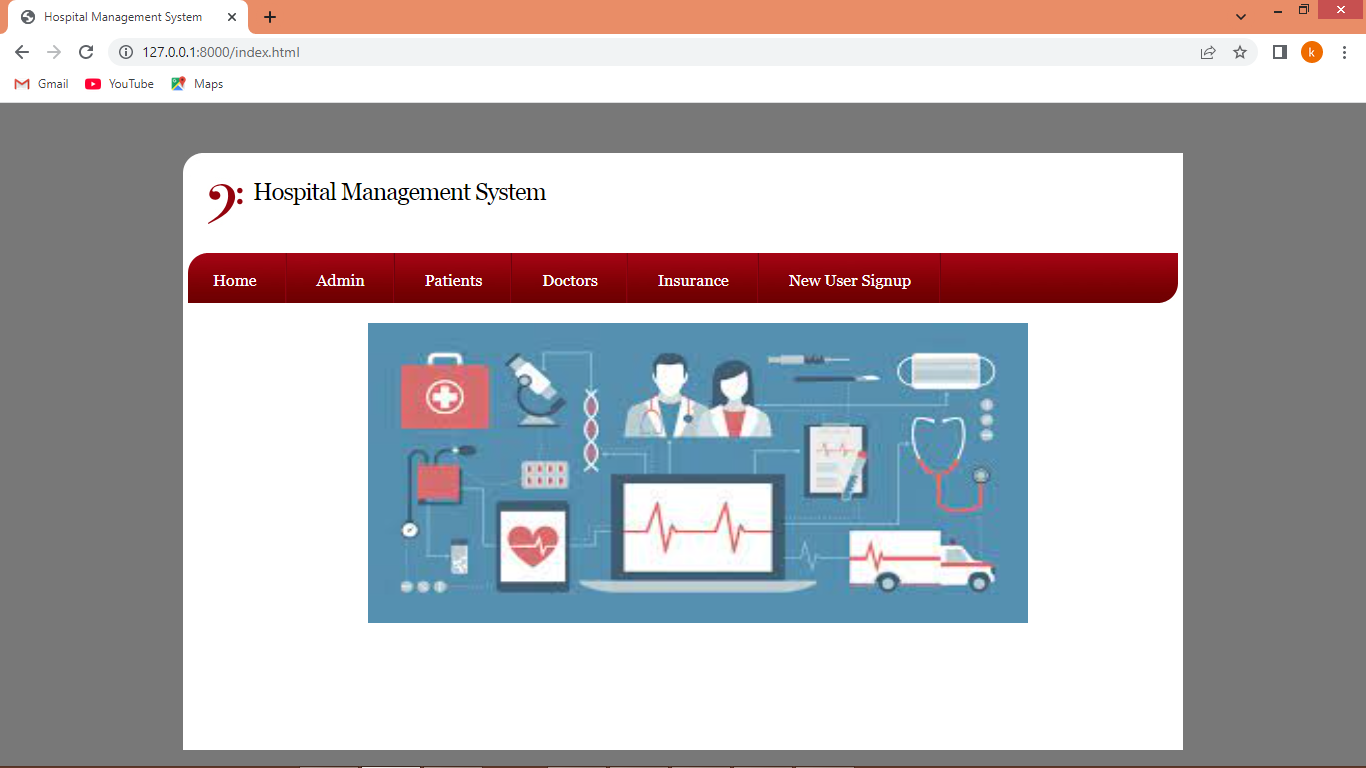 Hospital Management System
127.0.0.1:8000/index.html
k
Gmail YouTube Maps
Hospital Management System
Home Admin Patients Doctors Insurance New User Signup